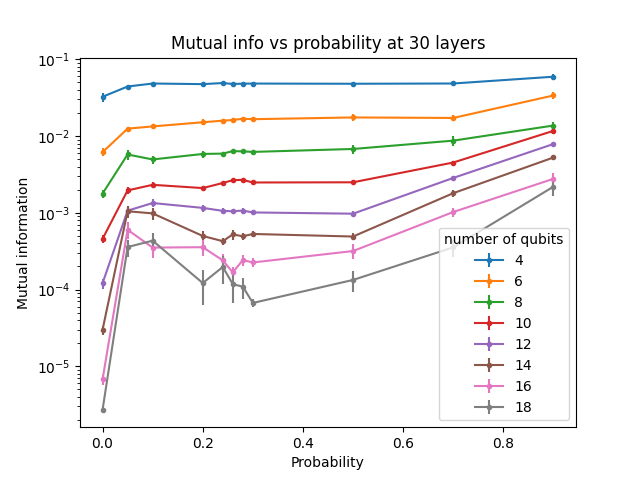 Mutual info vs probability at 30 layers
10⁻¹
10⁻²
10⁻³
10⁻⁴
10⁻⁵
Mutual information
number of qubits
4
6
8
10
12
14
16
18
0.0 0.2 0.4 0.6 0.8
Probability